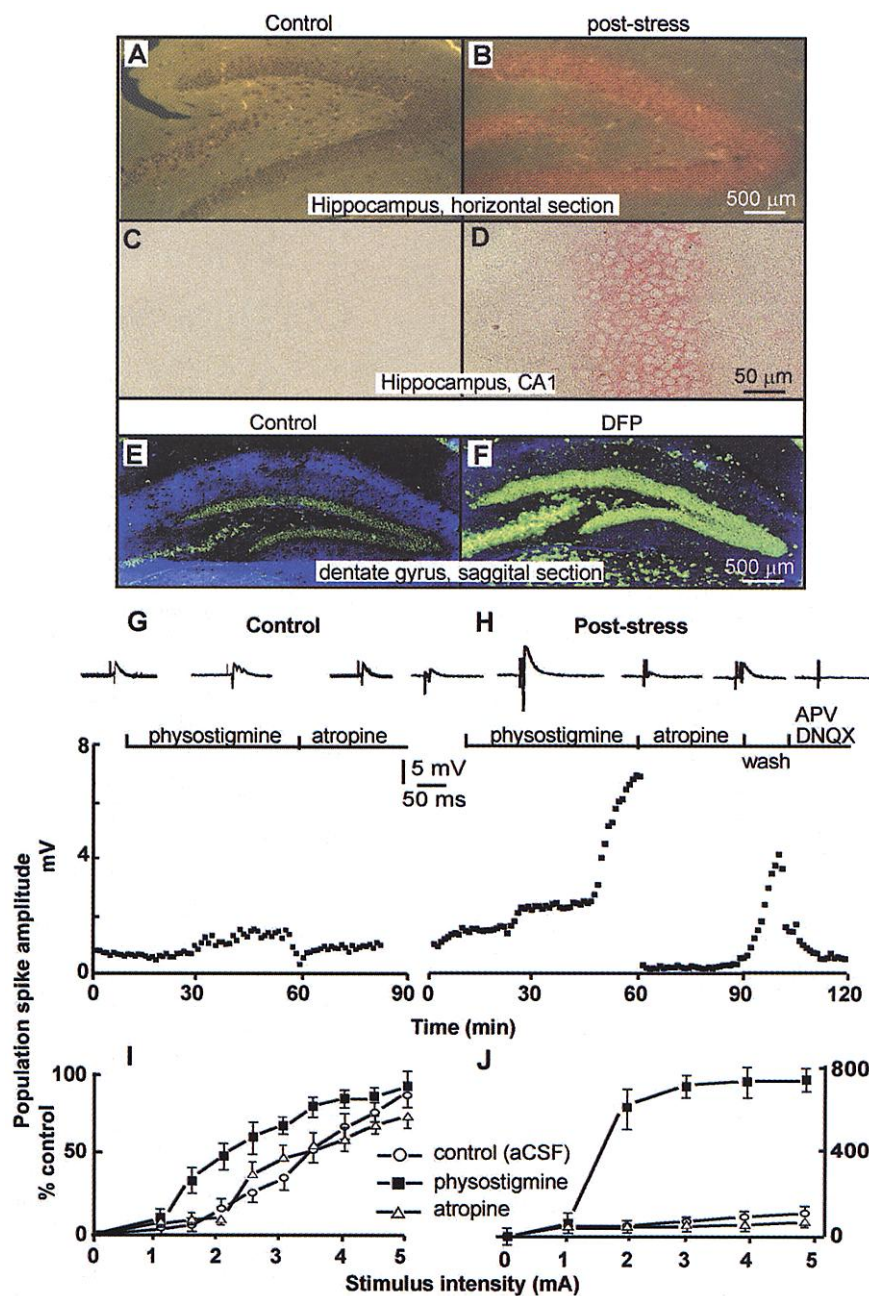 Control post-stress
A B
500 µm
Hippocampus, horizontal section
C D
50 µm
Hippocampus, CA1
Control DFP
E F
500 µm
dentate gyrus, saggital section
G Control H Post-stress
physostigmine atropine physostigmine atropine wash APV DNQX
5 mV
50 ms
Population spike amplitude
mV
8
4
0
0 30 60 90 0 30 60 90 120
Time (min)
I J
% control
100
50
0
800
400
0
control (aCSF)
physostigmine
atropine
0 1 2 3 4 5 0 1 2 3 4 5
Stimulus intensity (mA)